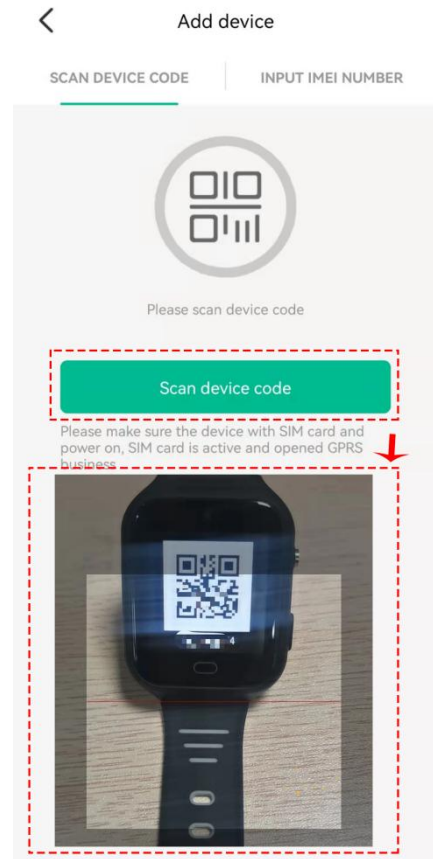 Add device
SCAN DEVICE CODE
INPUT IMEI NUMBER
Please scan device code
Scan device code
Please make sure the device with SIM card and
power on, SIM card is active and opened GPRS
business